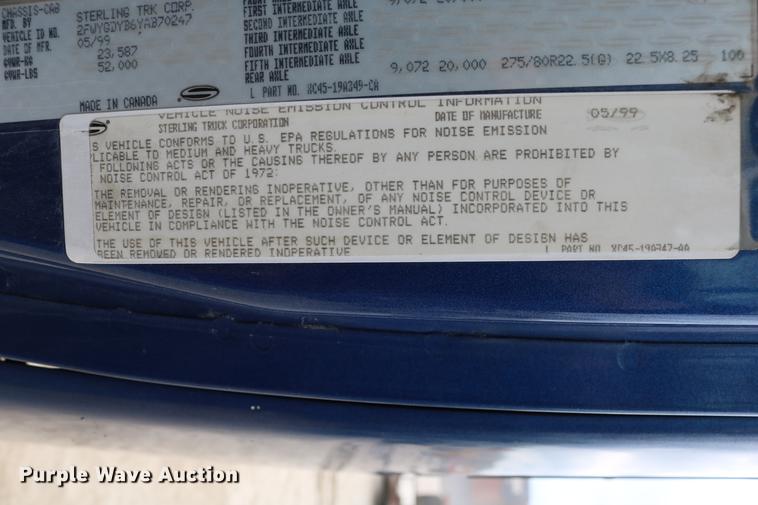 CHASSIS-CAB
MFD. BY
STERLING TRK CORP.
VEHICLE ID NO.
2FWYGDYB6YAB70247
DATE OF MFR.
05/99
GVWR-KG
23,587
GVWR-LBS
52,000
MADE IN CANADA
FIRST INTERMEDIATE AXLE
SECOND INTERMEDIATE AXLE
THIRD INTERMEDIATE AXLE
FOURTH INTERMEDIATE AXLE
FIFTH INTERMEDIATE AXLE
REAR AXLE
9,072 20,000 275/80R22.5(G) 22.5X8.25 100
L PART NO. XC45-19A349-CA
VEHICLE NOISE EMISSION CONTROL INFORMATION
STERLING TRUCK CORPORATION DATE OF MANUFACTURE 05/99
S VEHICLE CONFORMS TO U.S. EPA REGULATIONS FOR NOISE EMISSION
LICABLE TO MEDIUM AND HEAVY TRUCKS.
FOLLOWING ACTS OR THE CAUSING THEREOF BY ANY PERSON ARE PROHIBITED BY
NOISE CONTROL ACT OF 1972:
THE REMOVAL OR RENDERING INOPERATIVE, OTHER THAN FOR PURPOSES OF
MAINTENANCE, REPAIR, OR REPLACEMENT, OF ANY NOISE CONTROL DEVICE OR
ELEMENT OF DESIGN (LISTED IN THE OWNER'S MANUAL) INCORPORATED INTO THIS
VEHICLE IN COMPLIANCE WITH THE NOISE CONTROL ACT.
THE USE OF THIS VEHICLE AFTER SUCH DEVICE OR ELEMENT OF DESIGN HAS
BEEN REMOVED OR RENDERED INOPERATIVE
L PART NO XC45-19A347-AA
Purple Wave Auction